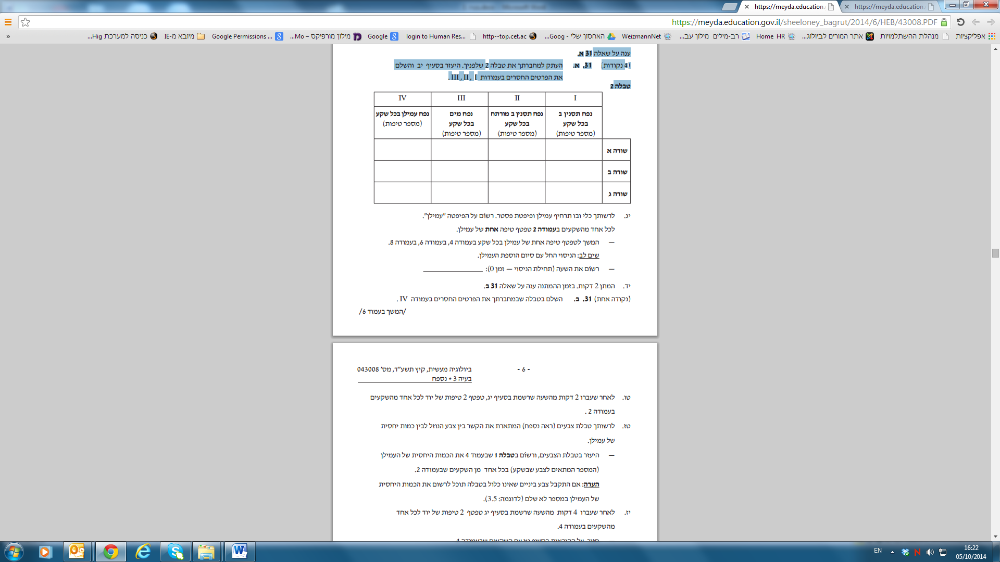 https://meyda.education.
https://meyda.education.
https://meyda.education.gov.il/sheeloney_bagrut/2014/6/HEB/43008.PDF
אפליקציות
מנהלת ההשתלמויות
אתר המורים לביולוג...
Home HR
רב-מילים מילון עב...
WeizmannNet
האחסון שלי - Goog...
http--top.cet.ac
login to Human Res...
Google
מילון מורפיקס – Mo...
Google Permissions ...
מיובא מ-IE
כניסה למערכת Hig...
»
ענה על שאלה 31 א.
(4 נקודות) 31. א. העתק למחברתך את טבלה 2 שלפניך. היעזר בסעיף יב והשלם
את הפרטים החסרים בעמודות I, II, III.
טבלה 2
I II III IV
נפח תסנין ב בכל שקע (מספר טיפות)
נפח תסנין ב מורתח בכל שקע (מספר טיפות)
נפח מים בכל שקע (מספר טיפות)
נפח עמילן בכל שקע (מספר טיפות)
שורה א
שורה ב
שורה ג
יג. לרשותך כלי ובו תרחיף עמילן ופיפטת פסטר. רשוֹם על הפיפטה "עמילן".
לכל אחד מהשקעים בעמודה 2 טפטף טיפה אחת של עמילן.
— המשך לטפטף טיפה אחת של עמילן בכל שקע בעמודה 4, בעמודה 6, בעמודה 8.
שים לב: הניסוי החל עם סיום הוספת העמילן.
— רשוֹם את השעה (תחילת הניסוי — זמן 0): ________
יד. המתן 2 דקות. בזמן ההמתנה ענה על שאלה 31 ב.
(נקודה אחת) 31. ב. השלם בטבלה שבמחברתך את הפרטים החסרים בעמודה IV.
/המשך בעמוד 6/
- 6 -
ביולוגיה מעשית, קיץ תשע"ד, מס' 043008
בעיה 3 + נספח
טו. לאחר שעברו 2 דקות מהשעה שרשמת בסעיף יג, טפטף 2 טיפות של יוד לכל אחד מהשקעים
בעמודה 2.
טז. לרשותך טבלת צבעים (ראה נספח) המתארת את הקשר בין צבע הנוזל לבין כמות יחסית
של עמילן.
— היעזר בטבלת הצבעים, ורשוֹם בטבלה 1 שבעמוד 4 את הכמות היחסית של העמילן
(המספר המתאים לצבע שבשקע) בכל אחד מן השקעים שבעמודה 2.
הערה: אם התקבל צבע ביניים שאינו כלול בטבלה תוכל לרשום את הכמות היחסית
של העמילן במספר לא שלם (לדוגמה: 3.5).
יז. לאחר שעברו 4 דקות מהשעה שרשמת בסעיף יג טפטף 2 טיפות של יוד לכל אחד
מהשקעים בעמודה 4.
EN
16:22
05/10/2014